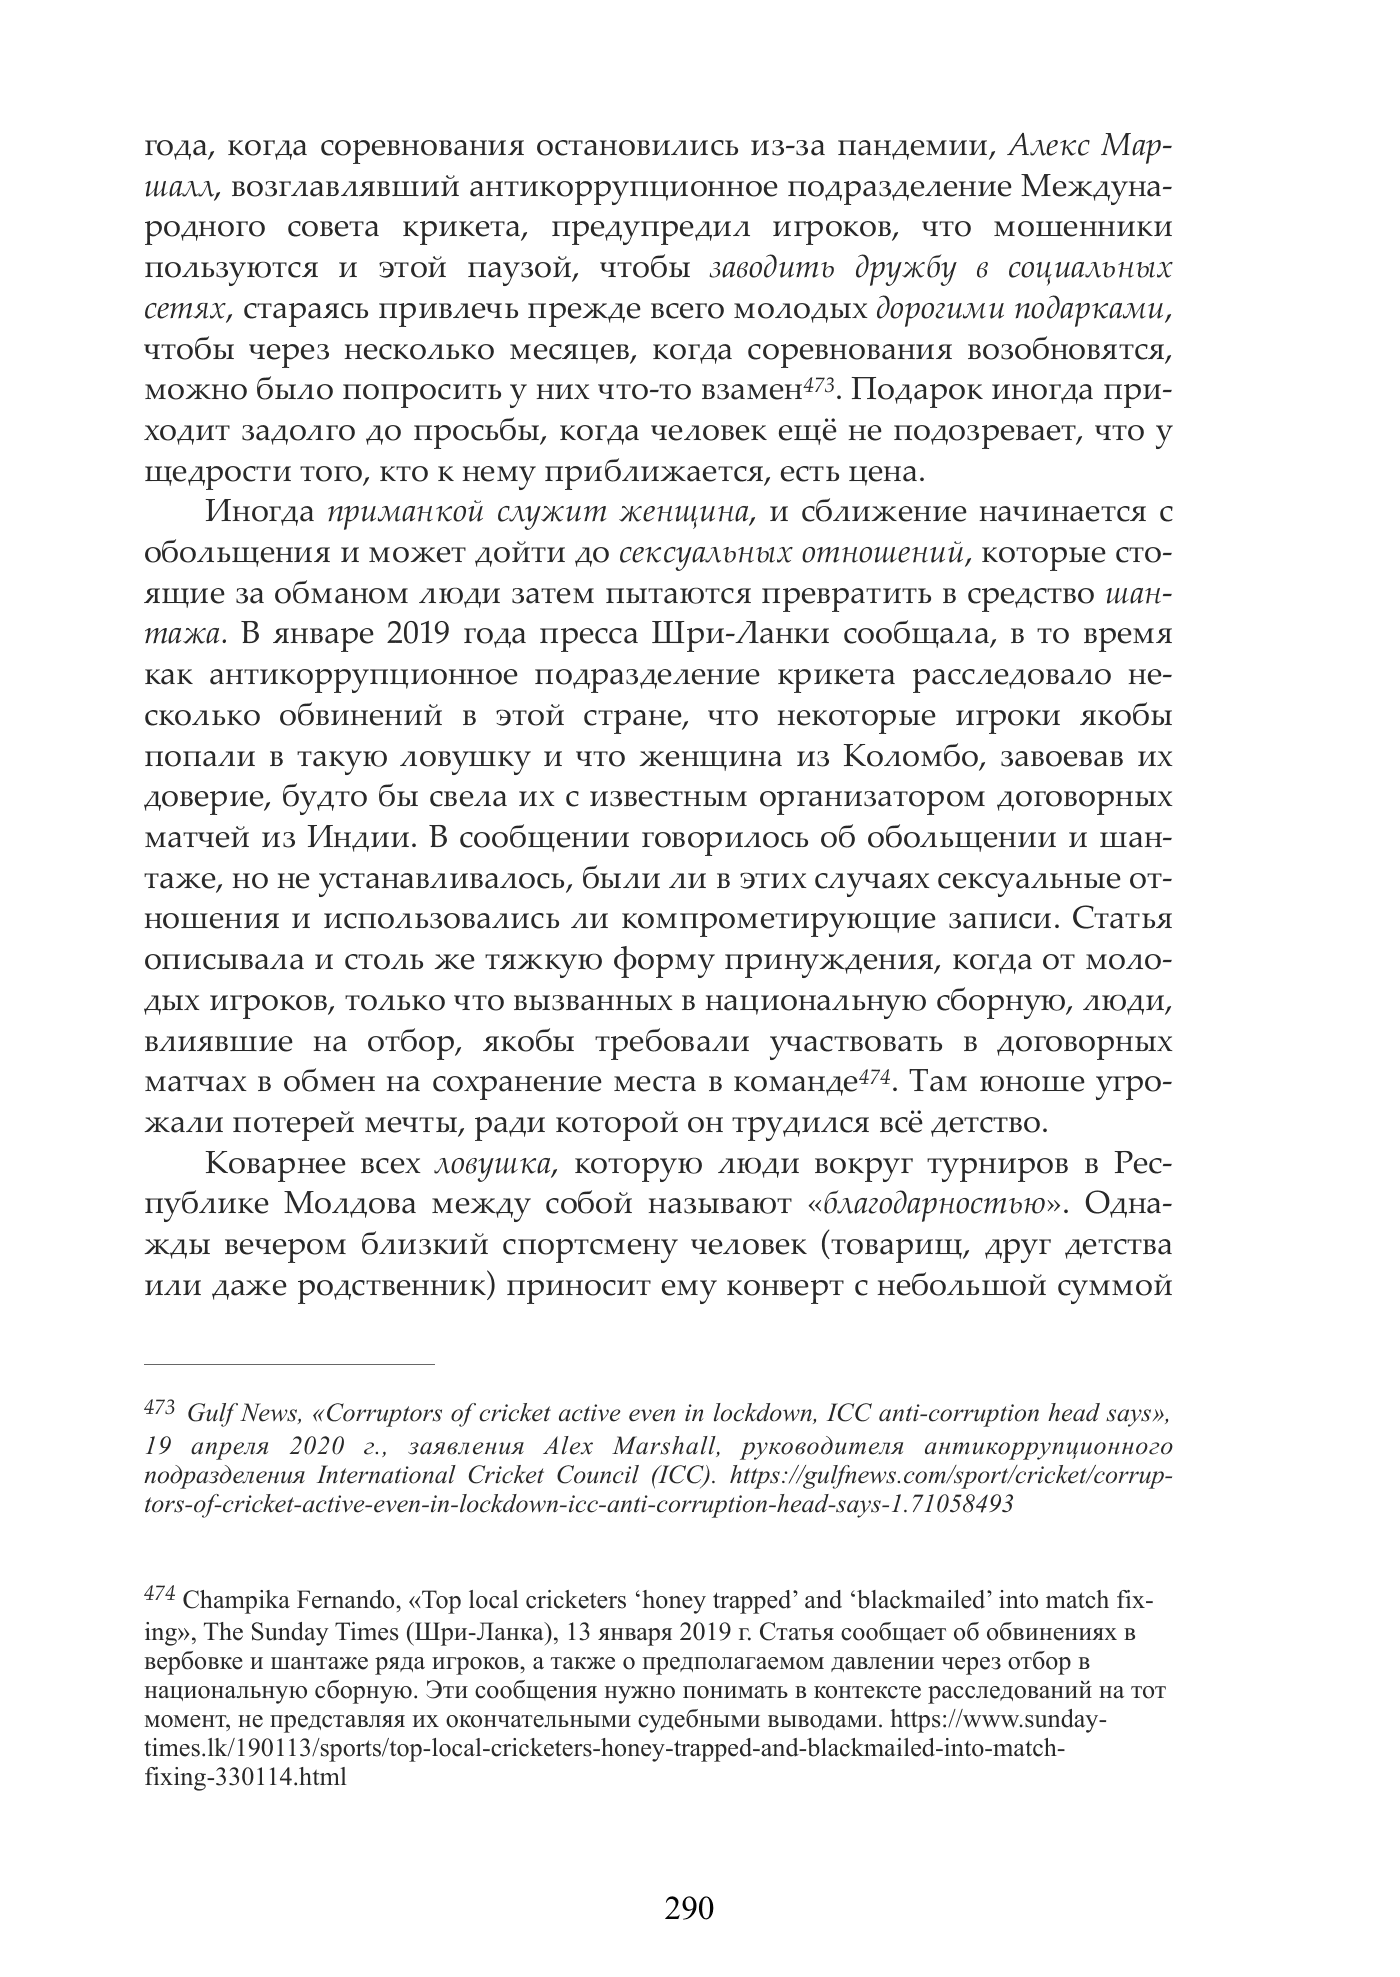 года, когда соревнования остановились из-за пандемии, Алекс Мар-
шалл, возглавлявший антикоррупционное подразделение Междуна-
родного совета крикета, предупредил игроков, что мошенники
пользуются и этой паузой, чтобы заводить дружбу в социальных
сетях, стараясь привлечь прежде всего молодых дорогими подарками,
чтобы через несколько месяцев, когда соревнования возобновятся,
можно было попросить у них что-то взамен473. Подарок иногда при-
ходит задолго до просьбы, когда человек ещё не подозревает, что у
щедрости того, кто к нему приближается, есть цена.
Иногда приманкой служит женщина, и сближение начинается с
обольщения и может дойти до сексуальных отношений, которые сто-
ящие за обманом люди затем пытаются превратить в средство шан-
тажа. В январе 2019 года пресса Шри-Ланки сообщала, в то время
как антикоррупционное подразделение крикета расследовало не-
сколько обвинений в этой стране, что некоторые игроки якобы
попали в такую ловушку и что женщина из Коломбо, завоевав их
доверие, будто бы свела их с известным организатором договорных
матчей из Индии. В сообщении говорилось об обольщении и шан-
таже, но не устанавливалось, были ли в этих случаях сексуальные от-
ношения и использовались ли компрометирующие записи. Статья
описывала и столь же тяжкую форму принуждения, когда от моло-
дых игроков, только что вызванных в национальную сборную, люди,
влиявшие на отбор, якобы требовали участвовать в договорных
матчах в обмен на сохранение места в команде474. Там юноше угро-
жали потерей мечты, ради которой он трудился всё детство.
Коварнее всех ловушка, которую люди вокруг турниров в Рес-
публике Молдова между собой называют «благодарностью». Одна-
жды вечером близкий спортсмену человек (товарищ, друг детства
или даже родственник) приносит ему конверт с небольшой суммой
473 Gulf News, «Corruptors of cricket active even in lockdown, ICC anti-corruption head says»,
19 апреля 2020 г., заявления Alex Marshall, руководителя антикоррупционного
подразделения International Cricket Council (ICC). https://gulfnews.com/sport/cricket/corrup-
tors-of-cricket-active-even-in-lockdown-icc-anti-corruption-head-says-1.71058493
474 Champika Fernando, «Top local cricketers ‘honey trapped’ and ‘blackmailed’ into match fix-
ing», The Sunday Times (Шри-Ланка), 13 января 2019 г. Статья сообщает об обвинениях в
вербовке и шантаже ряда игроков, а также о предполагаемом давлении через отбор в
национальную сборную. Эти сообщения нужно понимать в контексте расследований на тот
момент, не представляя их окончательными судебными выводами. https://www.sunday-
times.lk/190113/sports/top-local-cricketers-honey-trapped-and-blackmailed-into-match-
fixing-330114.html
290